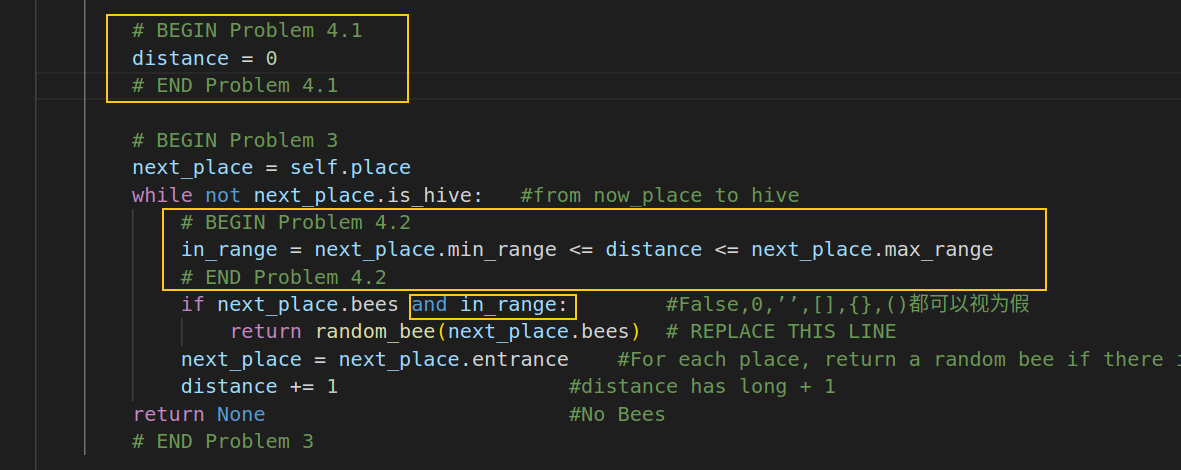 # BEGIN Problem 4.1
distance = 0
# END Problem 4.1
# BEGIN Problem 3
next_place = self.place
while not next_place.is_hive:   #from now_place to hive
# BEGIN Problem 4.2
in_range = next_place.min_range <= distance <= next_place.max_range
# END Problem 4.2
if next_place.bees and in_range:        #False,0,’’,[],{},()都可以视为假
return random_bee(next_place.bees)  # REPLACE THIS LINE
next_place = next_place.entrance    #For each place, return a random bee if there
distance += 1                   #distance has long + 1
return None                         #No Bees
# END Problem 3